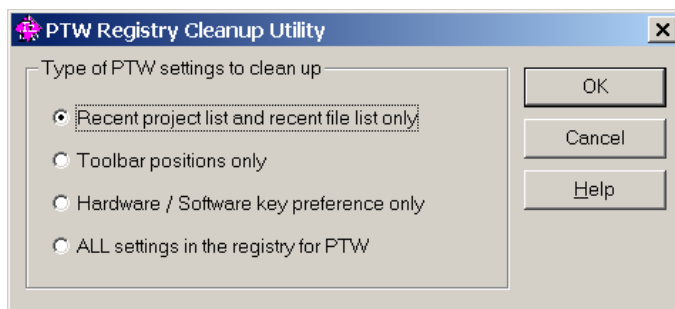 PTW Registry Cleanup Utility
Type of PTW settings to clean up
Recent project list and recent file list only
Toolbar positions only
Hardware / Software key preference only
ALL settings in the registry for PTW
OK
Cancel
Help